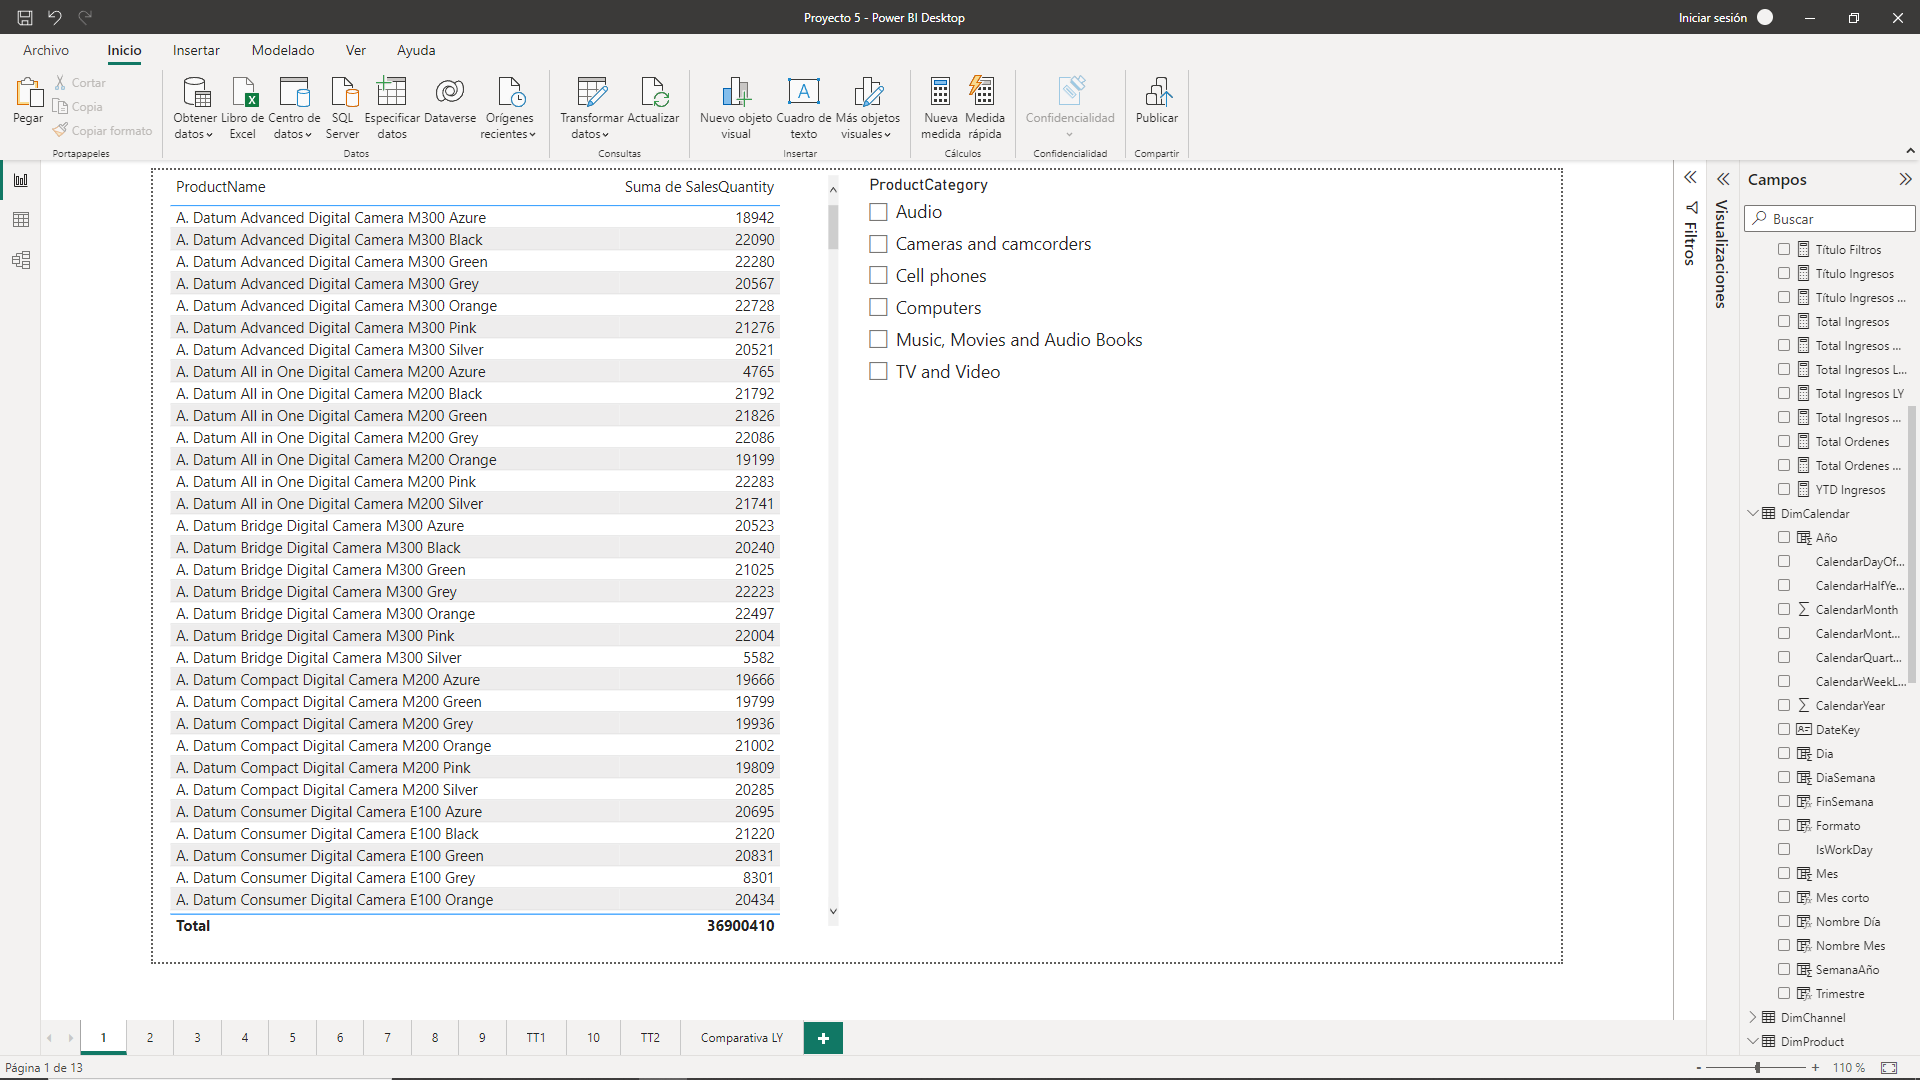 Proyecto 5 - Power BI Desktop
Iniciar sesión
Archivo
Inicio
Insertar
Modelado
Ver
Ayuda
Pegar
Cortar
Copia
Copiar formato
Portapapeles
Obtener datos
Libro de Excel
Centro de datos
SQL Server
Especificar datos
Dataverse
Orígenes recientes
Datos
Transformar datos
Actualizar
Consultas
Nuevo objeto visual
Cuadro de texto
Más objetos visuales
Insertar
Nueva medida
Medida rápida
Cálculos
Confidencialidad
Confidencialidad
Publicar
Compartir
ProductName Suma de SalesQuantity
A. Datum Advanced Digital Camera M300 Azure 18942
A. Datum Advanced Digital Camera M300 Black 22090
A. Datum Advanced Digital Camera M300 Green 22280
A. Datum Advanced Digital Camera M300 Grey 20567
A. Datum Advanced Digital Camera M300 Orange 22728
A. Datum Advanced Digital Camera M300 Pink 21276
A. Datum Advanced Digital Camera M300 Silver 20521
A. Datum All in One Digital Camera M200 Azure 4765
A. Datum All in One Digital Camera M200 Black 21792
A. Datum All in One Digital Camera M200 Green 21826
A. Datum All in One Digital Camera M200 Grey 22086
A. Datum All in One Digital Camera M200 Orange 19199
A. Datum All in One Digital Camera M200 Pink 22283
A. Datum All in One Digital Camera M200 Silver 21741
A. Datum Bridge Digital Camera M300 Azure 20523
A. Datum Bridge Digital Camera M300 Black 20240
A. Datum Bridge Digital Camera M300 Green 21025
A. Datum Bridge Digital Camera M300 Grey 22223
A. Datum Bridge Digital Camera M300 Orange 22497
A. Datum Bridge Digital Camera M300 Pink 22004
A. Datum Bridge Digital Camera M300 Silver 5582
A. Datum Compact Digital Camera M200 Azure 19666
A. Datum Compact Digital Camera M200 Green 19799
A. Datum Compact Digital Camera M200 Grey 19936
A. Datum Compact Digital Camera M200 Orange 21002
A. Datum Compact Digital Camera M200 Pink 19809
A. Datum Compact Digital Camera M200 Silver 20285
A. Datum Consumer Digital Camera E100 Azure 20695
A. Datum Consumer Digital Camera E100 Black 21220
A. Datum Consumer Digital Camera E100 Green 20831
A. Datum Consumer Digital Camera E100 Grey 8301
A. Datum Consumer Digital Camera E100 Orange 20434
Total 36900410
ProductCategory
Audio
Cameras and camcorders
Cell phones
Computers
Music, Movies and Audio Books
TV and Video
Filtros
Visualizaciones
Campos
Buscar
Título Filtros
Título Ingresos
Título Ingresos ...
Total Ingresos
Total Ingresos ...
Total Ingresos L...
Total Ingresos LY
Total Ingresos ...
Total Ordenes
Total Ordenes ...
YTD Ingresos
DimCalendar
Año
CalendarDayOf...
CalendarHalfYe...
CalendarMonth
CalendarMont...
CalendarQuart...
CalendarWeekL...
CalendarYear
DateKey
Dia
DiaSemana
FinSemana
Formato
IsWorkDay
Mes
Mes corto
Nombre Día
Nombre Mes
SemanaAño
Trimestre
DimChannel
DimProduct
1 2 3 4 5 6 7 8 9 TT1 10 TT2 Comparativa LY +
Página 1 de 13
- + 110 %